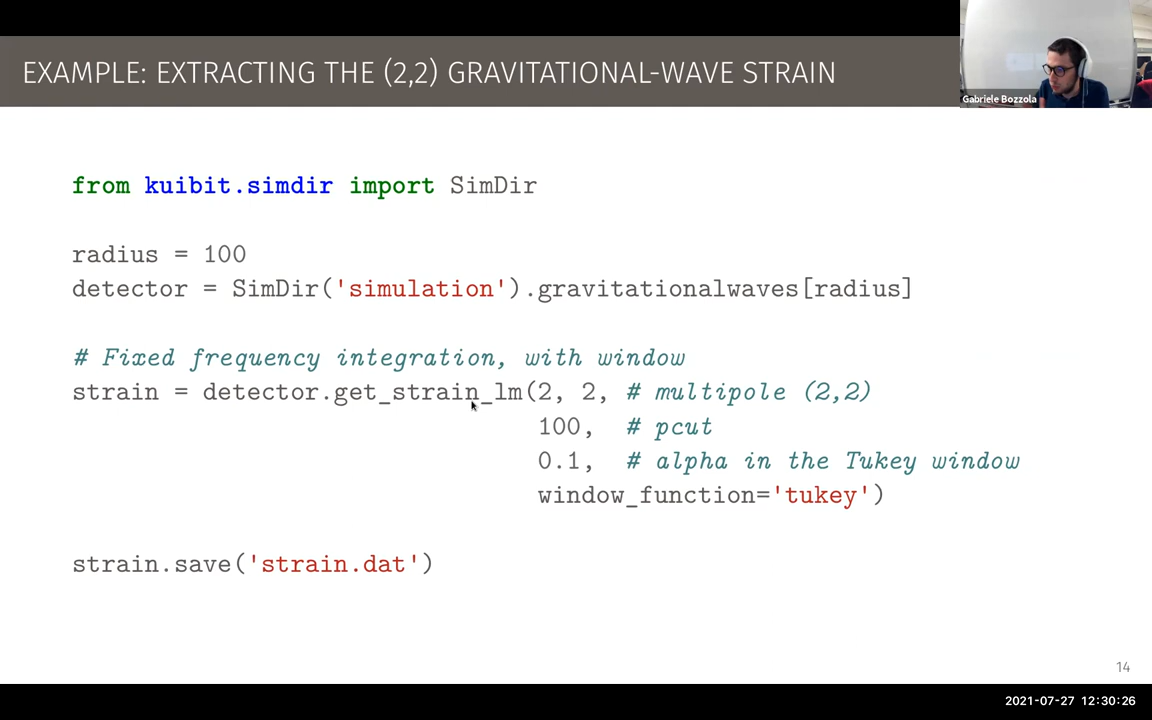 EXAMPLE: EXTRACTING THE (2,2) GRAVITATIONAL-WAVE STRAIN
Gabriele Bozzola
from kuibit.simdir import SimDir
radius = 100
detector = SimDir('simulation').gravitationalwaves[radius]
# Fixed frequency integration, with window
strain = detector.get_strain_lm(2, 2, # multipole (2,2)
100, # pcut
0.1, # alpha in the Tukey window
window_function='tukey')
strain.save('strain.dat')
14
2021-07-27 12:30:26